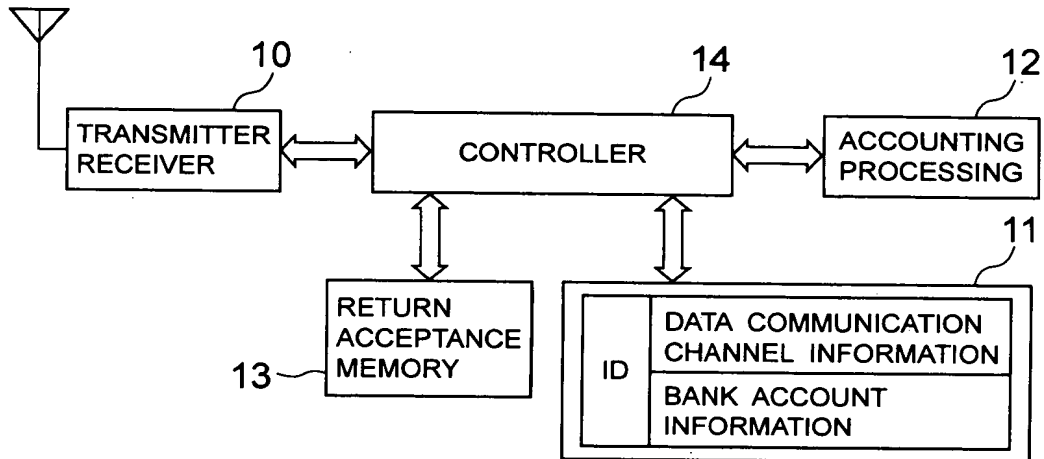 10
14
12
TRANSMITTER
RECEIVER
CONTROLLER
ACCOUNTING
PROCESSING
11
RETURN
ACCEPTANCE
MEMORY
13
ID
DATA COMMUNICATION
CHANNEL INFORMATION
BANK ACCOUNT
INFORMATION